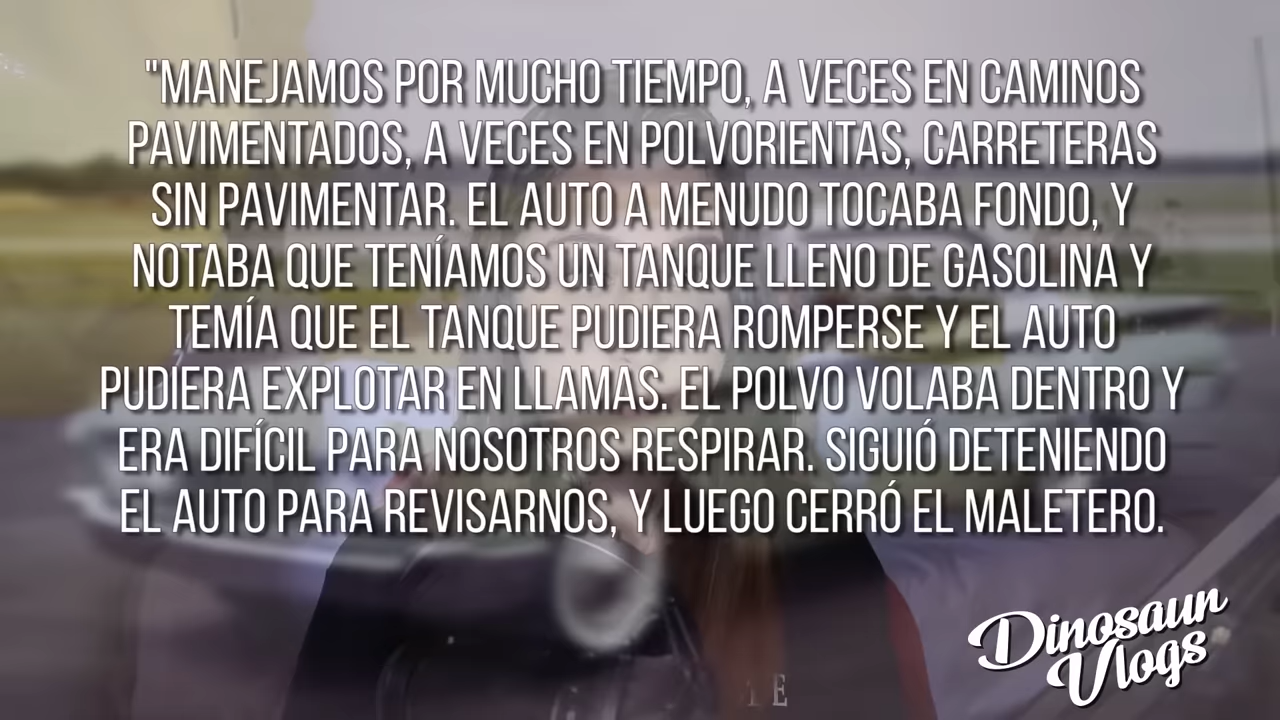 "MANEJAMOS POR MUCHO TIEMPO, A VECES EN CAMINOS
PAVIMENTADOS, A VECES EN POLVORIENTAS, CARRETERAS
SIN PAVIMENTAR. EL AUTO A MENUDO TOCABA FONDO, Y
NOTABA QUE TENÍAMOS UN TANQUE LLENO DE GASOLINA Y
TEMÍA QUE EL TANQUE PUDIERA ROMPERSE Y EL AUTO
PUDIERA EXPLOTAR EN LLAMAS. EL POLVO VOLABA DENTRO Y
ERA DIFÍCIL PARA NOSOTROS RESPIRAR. SIGUIÓ DETENIENDO
EL AUTO PARA REVISARNOS, Y LUEGO CERRÓ EL MALETERO.
Dinosaur
Vlogs